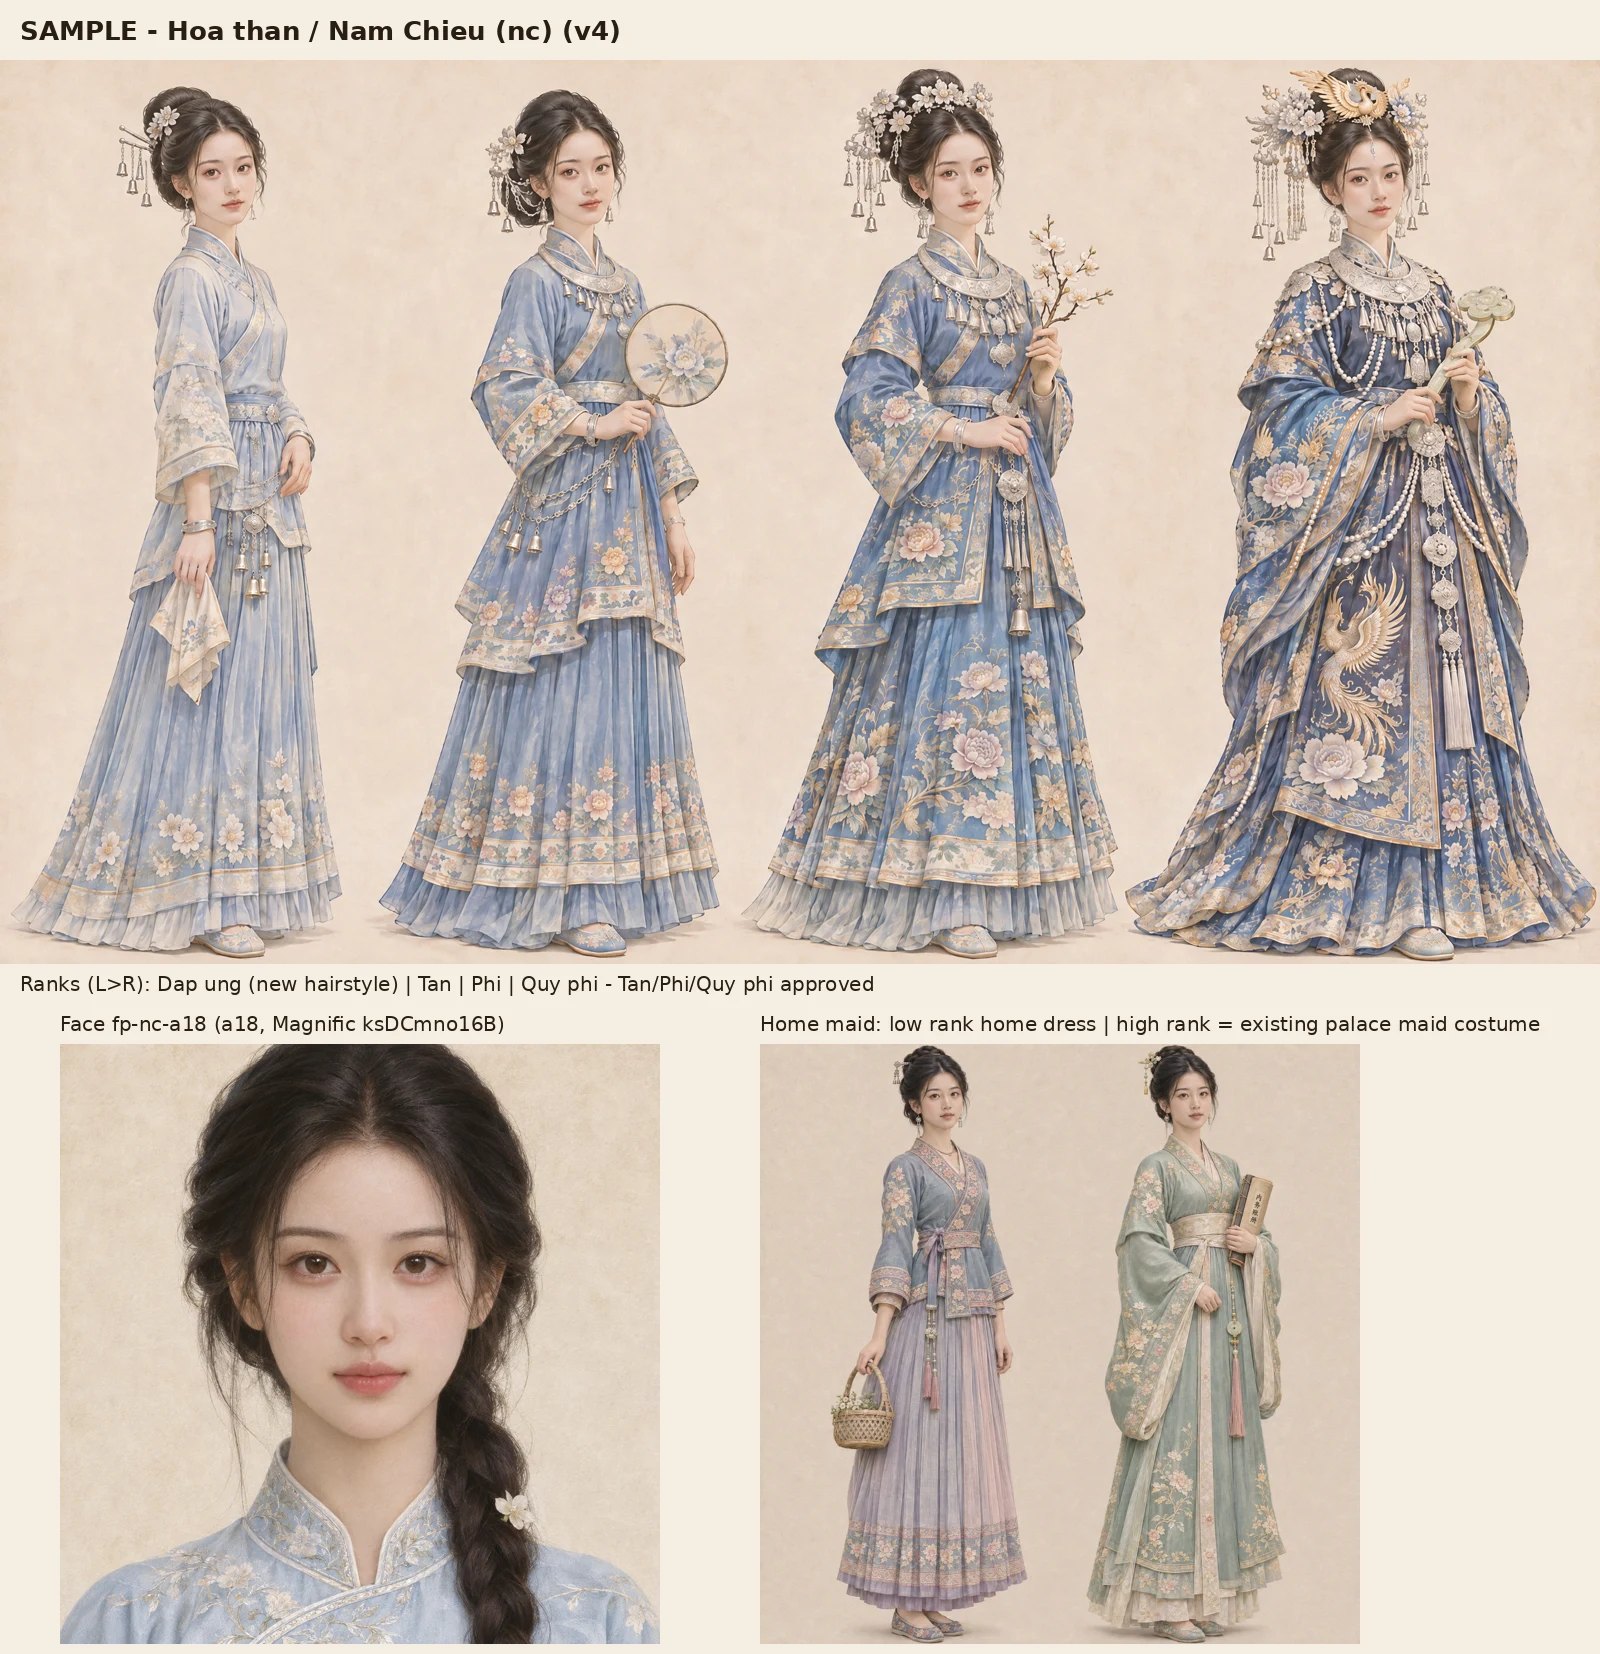 SAMPLE - Hoa than / Nam Chieu (nc) (v4)
Ranks (L>R): Dap ung (new hairstyle) | Tan | Phi | Quy phi - Tan/Phi/Quy phi approved
Face fp-nc-a18 (a18, Magnific ksDCmno16B)
Home maid: low rank home dress | high rank = existing palace maid costume